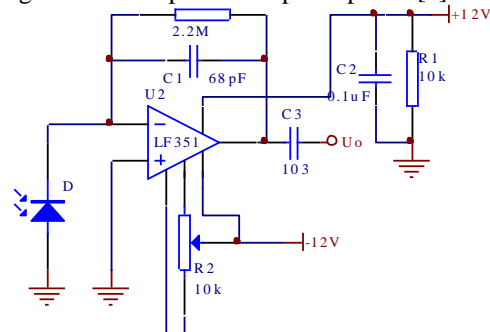 2.2M
+12V
C1
68pF
C2
0.1uF
R1
10k
U2
LF351
C3
103
Uo
D
R2
10k
-12V